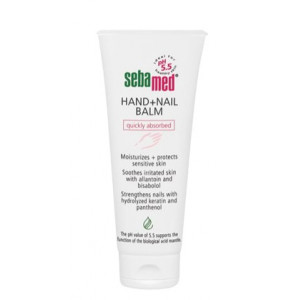 pH
5.5
sebamed
HAND+NAIL
BALM
quickly absorbed
Moisturizes + protects
sensitive skin
Soothes irritated skin
with allantoin and
bisabolol
Strengthens nails with
hydrolyzed keratin and
panthenol
The pH value of 5.5 supports the
function of the biological acid mantle